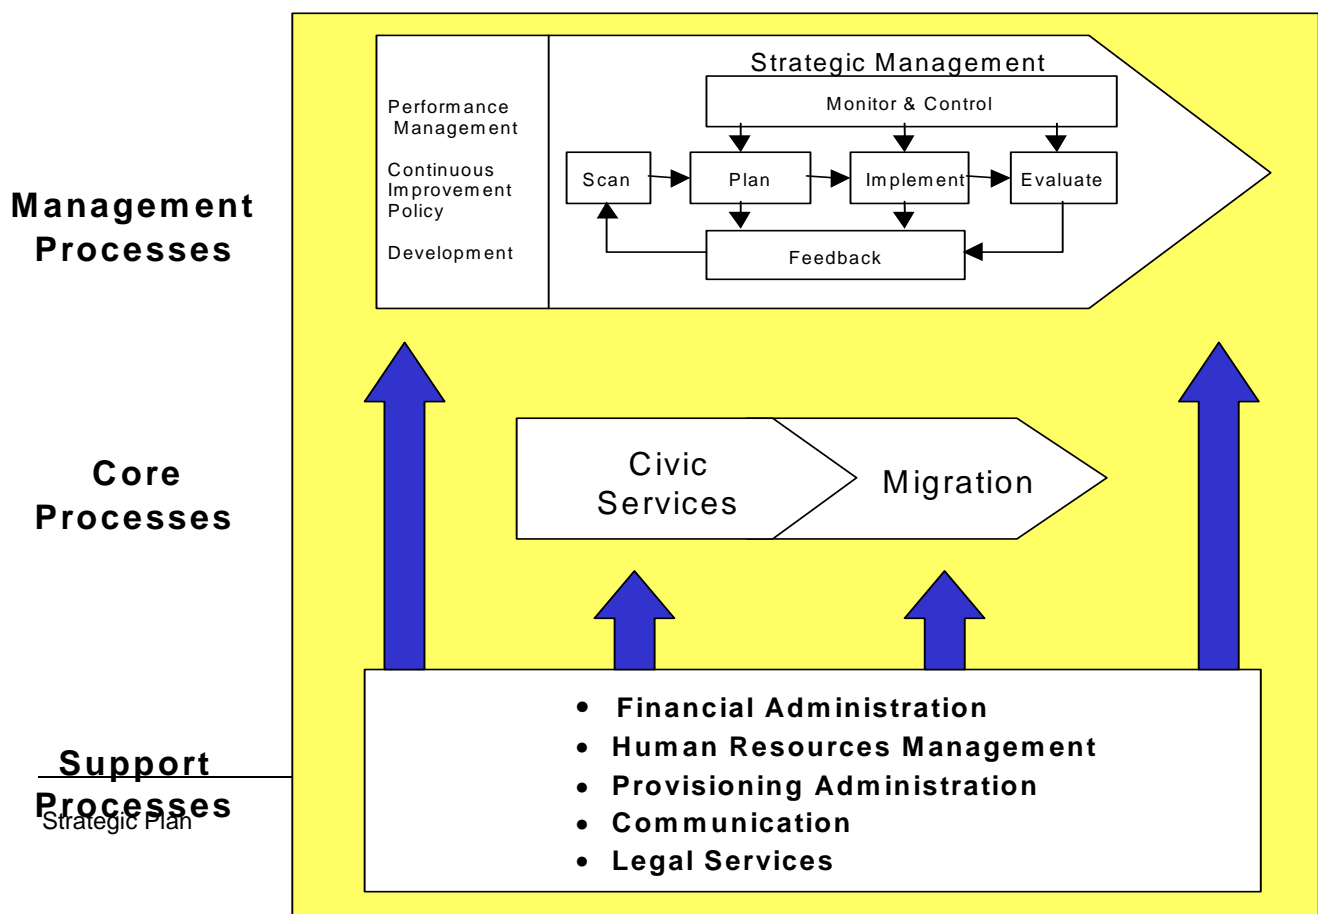 Strategic Management
Monitor & Control
Performance
Management
Continuous
Improvement
Policy
Development
Scan
Plan
Implement
Evaluate
Feedback
Management
Processes
Core
Processes
Civic
Services
Migration
Support
Processes
Strategic Plan
• Financial Administration
• Human Resources Management
• Provisioning Administration
• Communication
• Legal Services